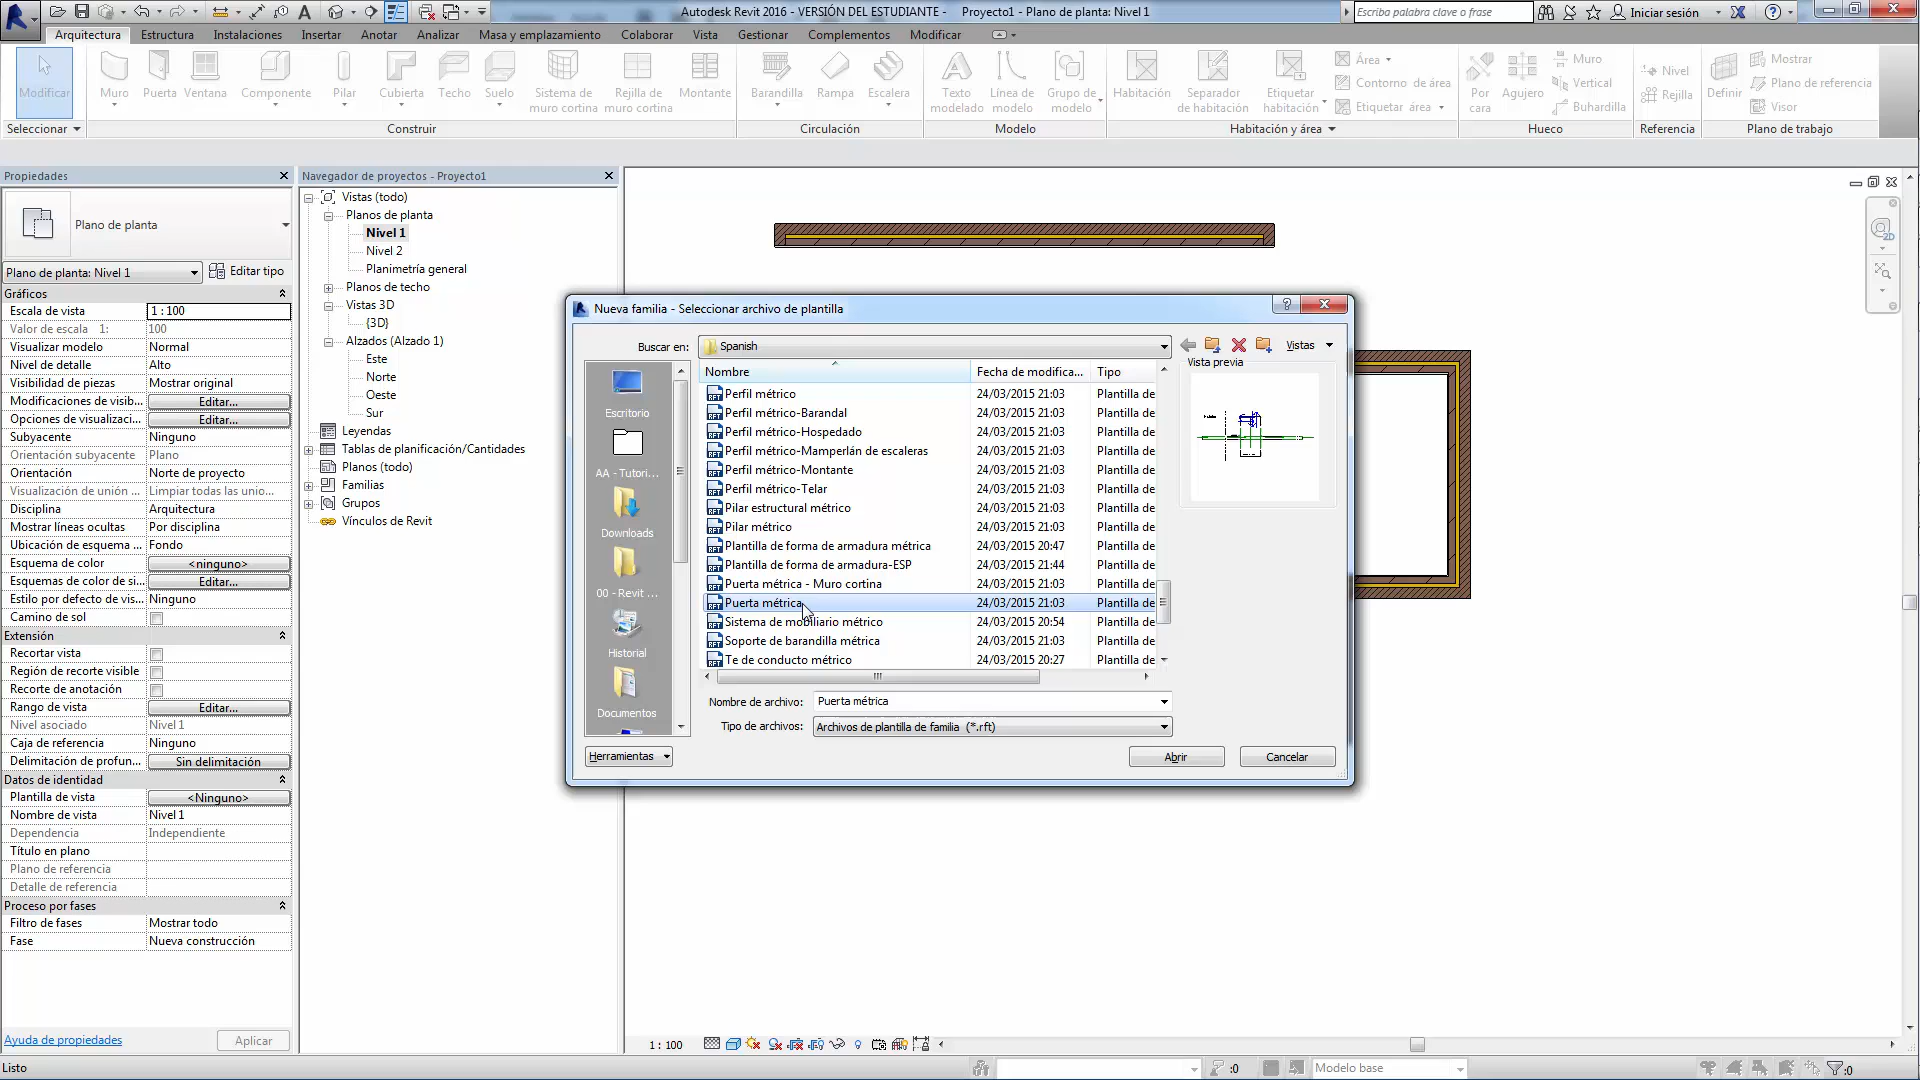 Autodesk Revit 2016 - VERSIÓN DEL ESTUDIANTE -     Proyecto1 - Plano de planta: Nivel 1
Escriba palabra clave o frase
Iniciar sesión
Arquitectura  Estructura  Instalaciones  Insertar  Anotar  Analizar  Masa y emplazamiento  Colaborar  Vista  Gestionar  Complementos  Modificar
Modificar  Muro  Puerta  Ventana  Componente  Pilar  Cubierta  Techo  Suelo  Sistema de muro cortina  Rejilla de muro cortina  Montante  Barandilla  Rampa  Escalera  Texto modelado  Línea de modelo  Grupo de modelo  Habitación  Separador de habitación  Etiquetar habitación
Área  Contorno de área  Etiquetar área
Por cara  Agujero  Muro  Vertical  Buhardilla
Nivel  Rejilla
Definir  Mostrar  Plano de referencia  Visor
Seleccionar  Construir  Circulación  Modelo  Habitación y área  Hueco  Referencia  Plano de trabajo
Propiedades
Plano de planta
Plano de planta: Nivel 1  Editar tipo
Gráficos
Escala de vista  1 : 100
Valor de escala   1:  100
Visualizar modelo  Normal
Nivel de detalle  Alto
Visibilidad de piezas  Mostrar original
Modificaciones de visib...  Editar...
Opciones de visualizaci...  Editar...
Subyacente  Ninguno
Orientación subyacente  Plano
Orientación  Norte de proyecto
Visualización de unión ...  Limpiar todas las unio...
Disciplina  Arquitectura
Mostrar líneas ocultas  Por disciplina
Ubicación de esquema ...  Fondo
Esquema de color  <ninguno>
Esquemas de color de si...  Editar...
Estilo por defecto de vis...  Ninguno
Camino de sol
Extensión
Recortar vista
Región de recorte visible
Recorte de anotación
Rango de vista  Editar...
Nivel asociado  Nivel 1
Caja de referencia  Ninguno
Delimitación de profun...  Sin delimitación
Datos de identidad
Plantilla de vista  <Ninguno>
Nombre de vista  Nivel 1
Dependencia  Independiente
Título en plano
Plano de referencia
Detalle de referencia
Proceso por fases
Filtro de fases  Mostrar todo
Fase  Nueva construcción
Ayuda de propiedades  Aplicar
Navegador de proyectos - Proyecto1
Vistas (todo)
Planos de planta
Nivel 1
Nivel 2
Planimetría general
Planos de techo
Vistas 3D
{3D}
Alzados (Alzado 1)
Este
Norte
Oeste
Sur
Leyendas
Tablas de planificación/Cantidades
Planos (todo)
Familias
Grupos
Vínculos de Revit
2D
Nueva familia - Seleccionar archivo de plantilla
Buscar en:  Spanish  Vistas
Escritorio
AA - Tutori...
Downloads
00 - Revit ...
Historial
Documentos
Nombre  Fecha de modifica...  Tipo
Perfil métrico  24/03/2015 21:03  Plantilla de
Perfil métrico-Barandal  24/03/2015 21:03  Plantilla de
Perfil métrico-Hospedado  24/03/2015 21:03  Plantilla de
Perfil métrico-Mamperlán de escaleras  24/03/2015 21:03  Plantilla de
Perfil métrico-Montante  24/03/2015 21:03  Plantilla de
Perfil métrico-Telar  24/03/2015 21:03  Plantilla de
Pilar estructural métrico  24/03/2015 21:03  Plantilla de
Pilar métrico  24/03/2015 21:03  Plantilla de
Plantilla de forma de armadura métrica  24/03/2015 20:47  Plantilla de
Plantilla de forma de armadura-ESP  24/03/2015 21:44  Plantilla de
Puerta métrica - Muro cortina  24/03/2015 21:03  Plantilla de
Puerta métrica  24/03/2015 21:03  Plantilla de
Sistema de mobiliario métrico  24/03/2015 20:54  Plantilla de
Soporte de barandilla métrica  24/03/2015 21:03  Plantilla de
Te de conducto métrico  24/03/2015 20:27  Plantilla de
Vista previa
Nombre de archivo:  Puerta métrica
Tipo de archivos:  Archivos de plantilla de familia  (*.rft)
Herramientas  Abrir  Cancelar
1 : 100
Listo  :0  Modelo base  :0